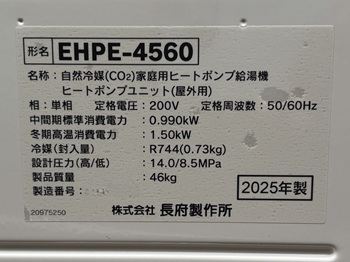 形名 EHPE-4560
名称：自然冷媒(CO2)家庭用ヒートポンプ給湯機
ヒートポンプユニット(屋外用)
相：単相 定格電圧：200V 定格周波数：50/60Hz
中間期標準消費電力：0.990kW
冬期高温消費電力：1.50kW
冷媒(封入量)：R744(0.73kg)
設計圧力(高/低)：14.0/8.5MPa
製品質量：46kg
製造番号：
2025年製
20975250 株式会社 長府製作所